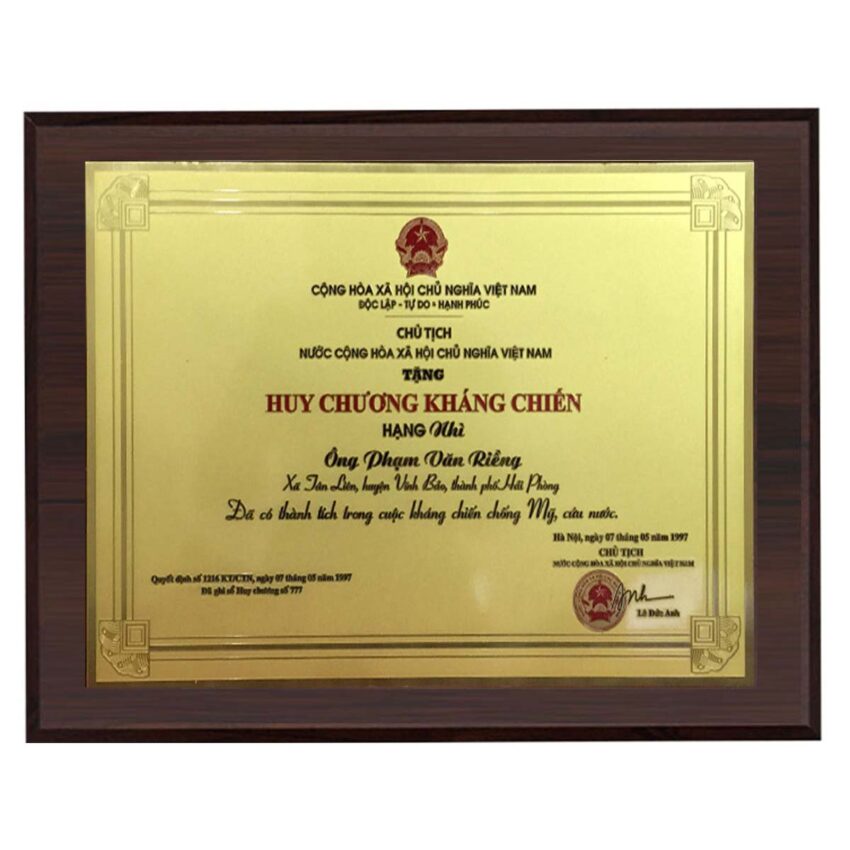 CỘNG HÒA XÃ HỘI CHỦ NGHĨA VIỆT NAM
ĐỘC LẬP - TỰ DO - HẠNH PHÚC
CHỦ TỊCH
NƯỚC CỘNG HÒA XÃ HỘI CHỦ NGHĨA VIỆT NAM
TẶNG
HUY CHƯƠNG KHÁNG CHIẾN
HẠNG Nhì
Ông Phạm Văn Riềng
Xã Tân Liên, huyện Vĩnh Bảo, thành phố Hải Phòng
Đã có thành tích trong cuộc kháng chiến chống Mỹ, cứu nước.
Hà Nội, ngày 07 tháng 05 năm 1997
CHỦ TỊCH
NƯỚC CỘNG HÒA XÃ HỘI CHỦ NGHĨA VIỆT NAM
Quyết định số 1216 KT/CTN, ngày 07 tháng 05 năm 1997
Đã ghi sổ Huy chương số 777
Lê Đức Anh